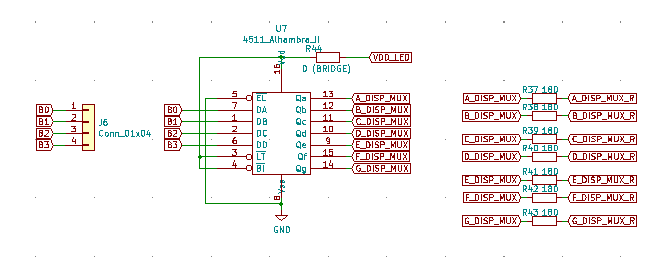 U7
4511_Alhambra_II
R44
VDD_LED
0 (BRIDGE)
16
Vdd
B0
1
B1
2
B2
3
B3
4
J6
Conn_01x04
B0
B1
B2
B3
5
7
1
2
6
3
4
EL
DA
DB
DC
DD
LT
BI
Qa
Qb
Qc
Qd
Qe
Qf
Qg
13
12
11
10
9
15
14
A_DISP_MUX
B_DISP_MUX
C_DISP_MUX
D_DISP_MUX
E_DISP_MUX
F_DISP_MUX
G_DISP_MUX
Vss
8
GND
R37 180
A_DISP_MUX
A_DISP_MUX_R
R38 180
B_DISP_MUX
B_DISP_MUX_R
R39 180
C_DISP_MUX
C_DISP_MUX_R
R40 180
D_DISP_MUX
D_DISP_MUX_R
R41 180
E_DISP_MUX
E_DISP_MUX_R
R42 180
F_DISP_MUX
F_DISP_MUX_R
R43 180
G_DISP_MUX
G_DISP_MUX_R